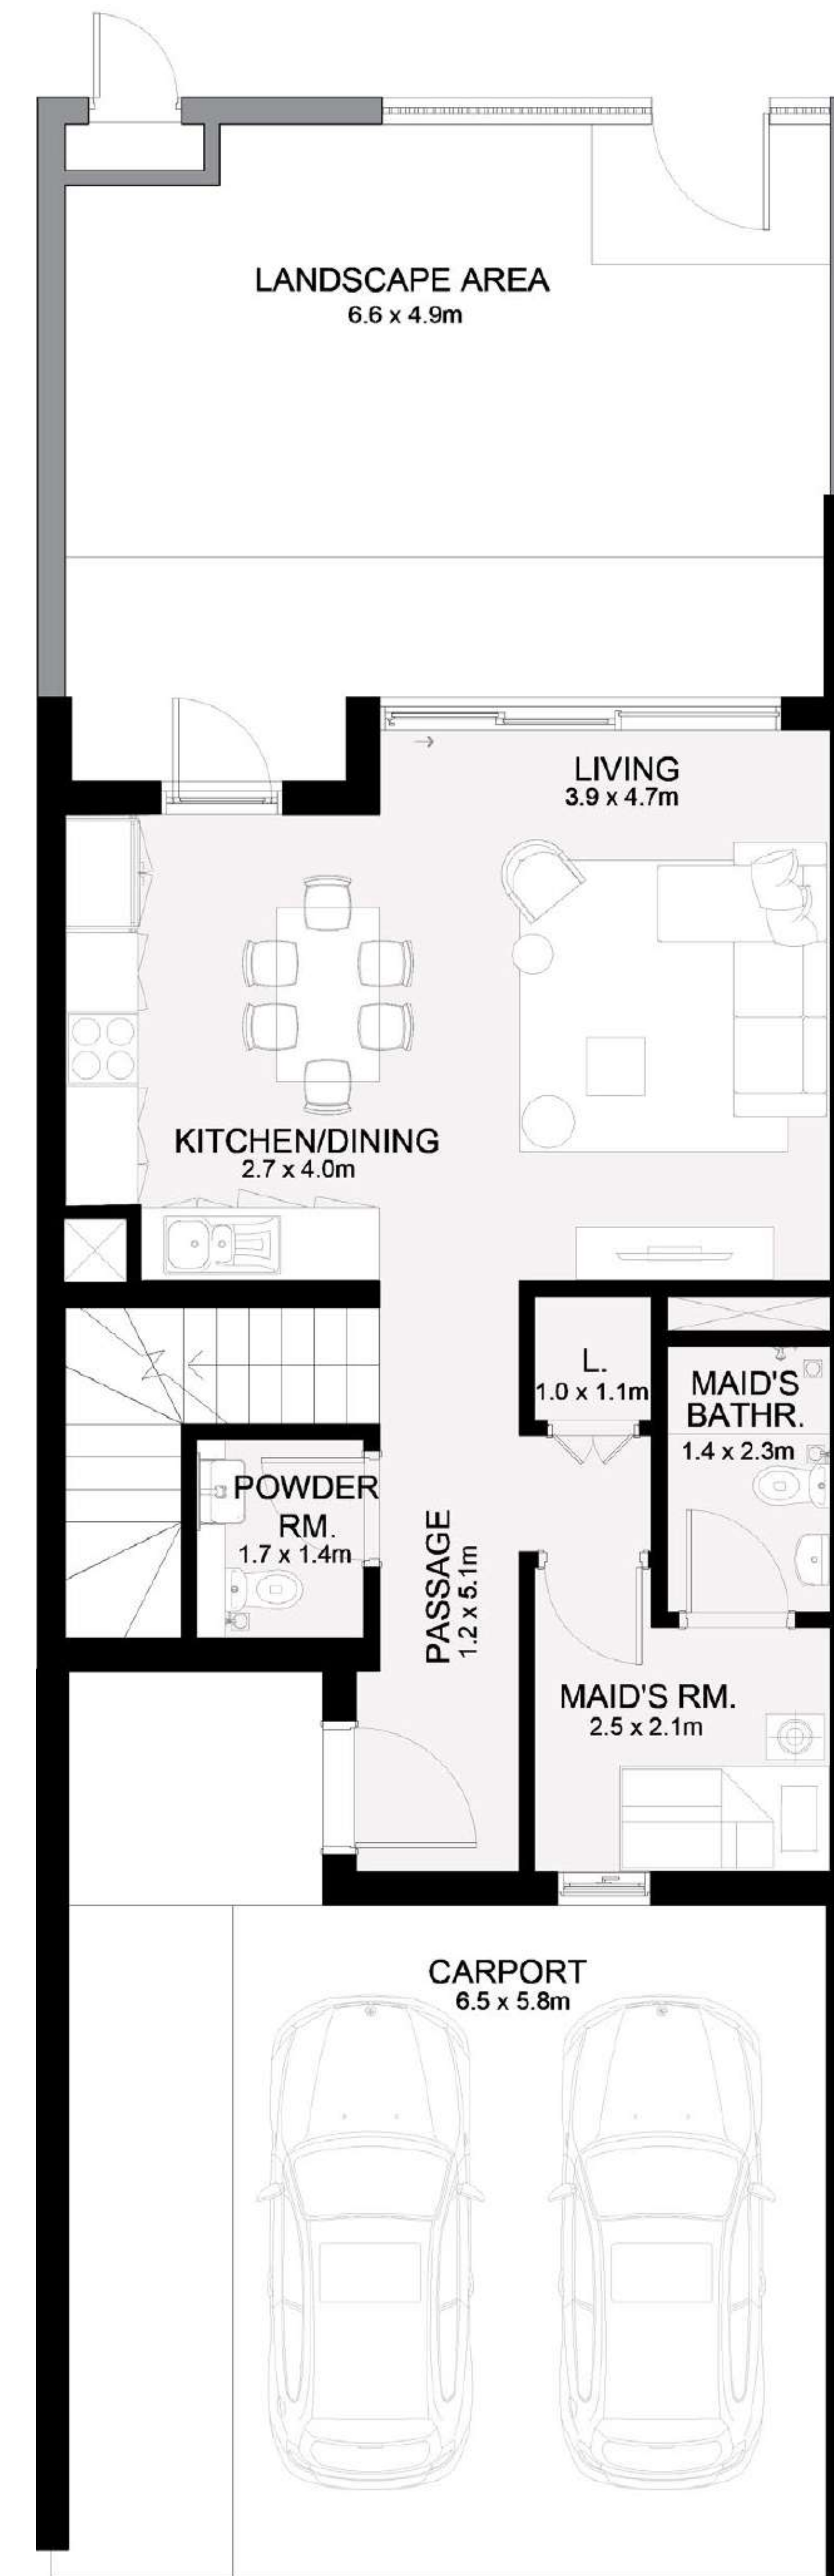 LANDSCAPE AREA
6.6 x 4.9m
LIVING
3.9 x 4.7m
KITCHEN/DINING
2.7 x 4.0m
L.
1.0 x 1.1m
MAID'S
BATHR.
1.4 x 2.3m
POWDER
RM.
1.7 x 1.4m
PASSAGE
1.2 x 5.1m
MAID'S RM.
2.5 x 2.1m
CARPORT
6.5 x 5.8m